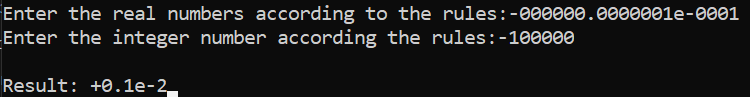 Enter the real numbers according to the rules:-000000.0000001e-0001
Enter the integer number according the rules:-100000
Result: +0.1e-2